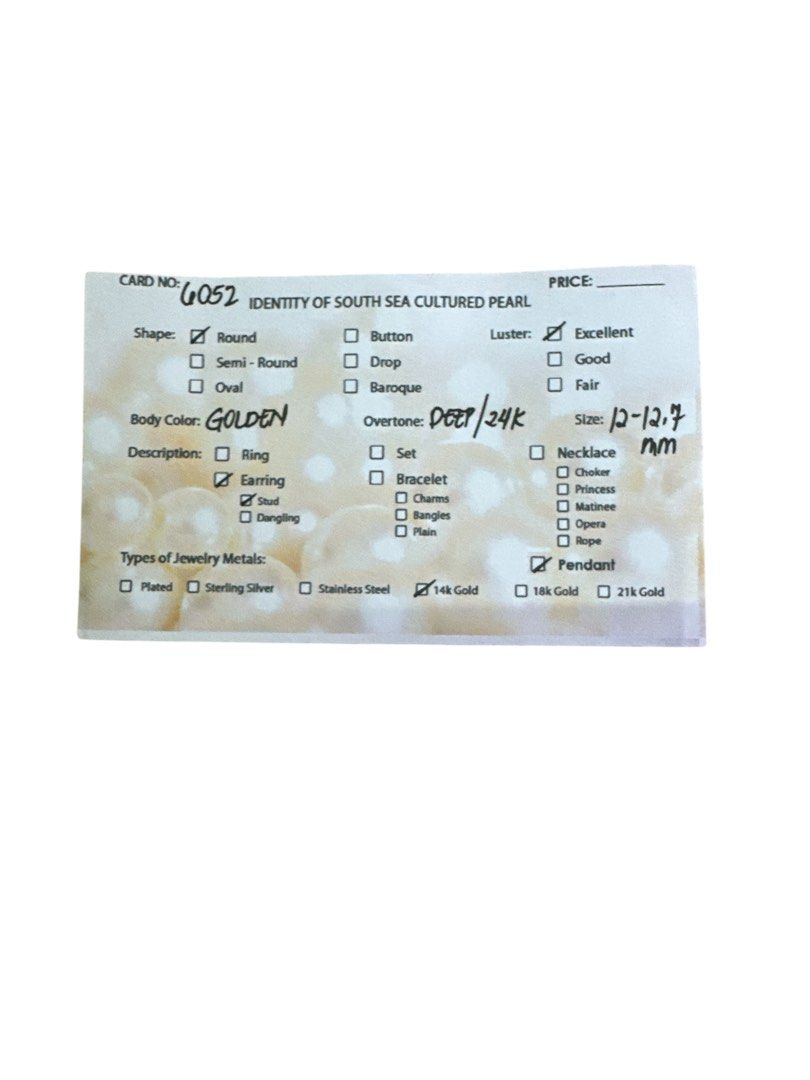 CARD NO: 6052 PRICE: ________
IDENTITY OF SOUTH SEA CULTURED PEARL
Shape: ☑ Round ☐ Button Luster: ☑ Excellent
☐ Semi - Round ☐ Drop ☐ Good
☐ Oval ☐ Baroque ☐ Fair
Body Color: GOLDEN Overtone: DEEP/24K Size: 12-12.7 mm
Description: ☐ Ring ☐ Set ☐ Necklace
☑ Earring ☐ Bracelet ☐ Choker
☑ Stud ☐ Charms ☐ Princess
☐ Dangling ☐ Bangles ☐ Matinee
☐ Plain ☐ Opera
☐ Rope
Types of Jewelry Metals: ☑ Pendant
☐ Plated ☐ Sterling Silver ☐ Stainless Steel ☑ 14k Gold ☐ 18k Gold ☐ 21k Gold